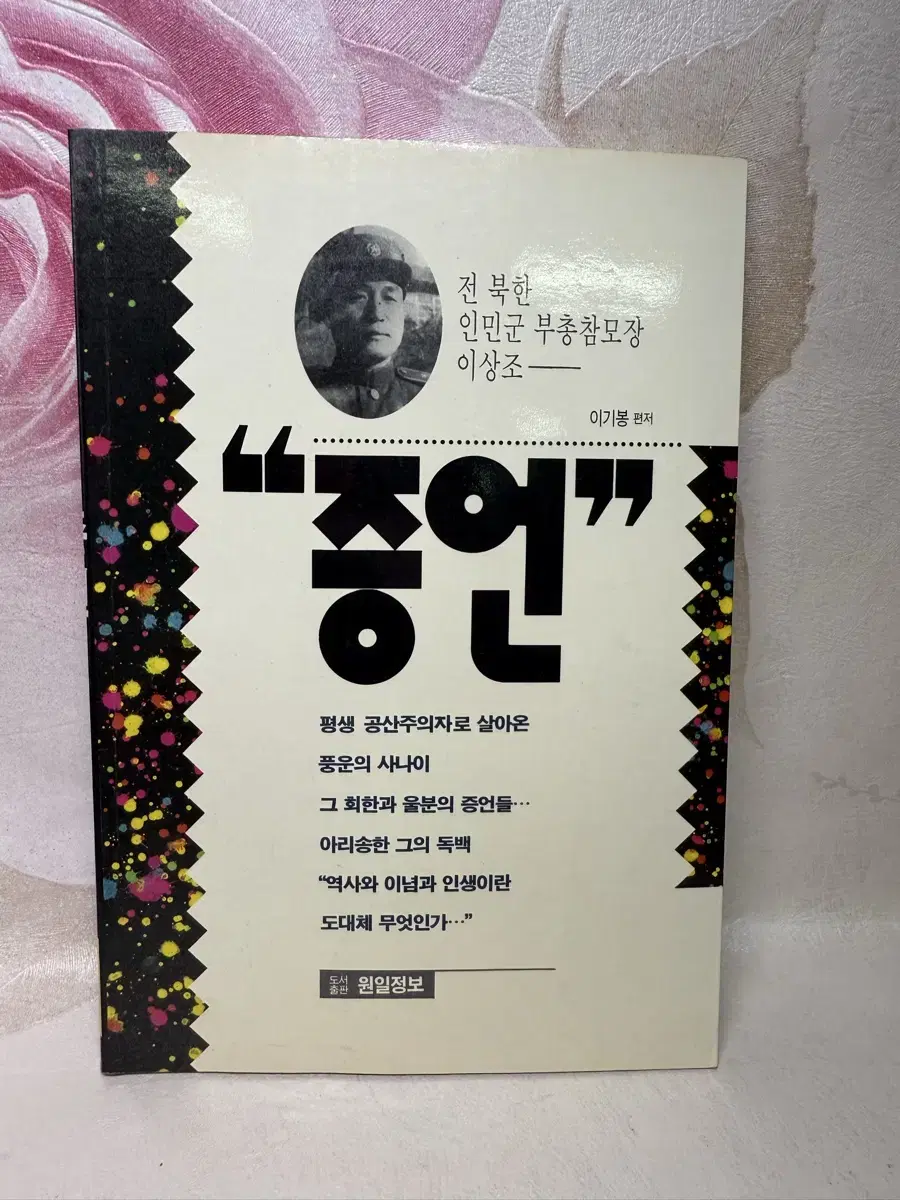 전 북한
인민군 부총참모장
이상조 ──
이기봉 편저
“증언”
평생 공산주의자로 살아온
풍운의 사나이
그 회한과 울분의 증언들…
아리송한 그의 독백
“역사와 이념과 인생이란
도대체 무엇인가…”
도서출판 원일정보